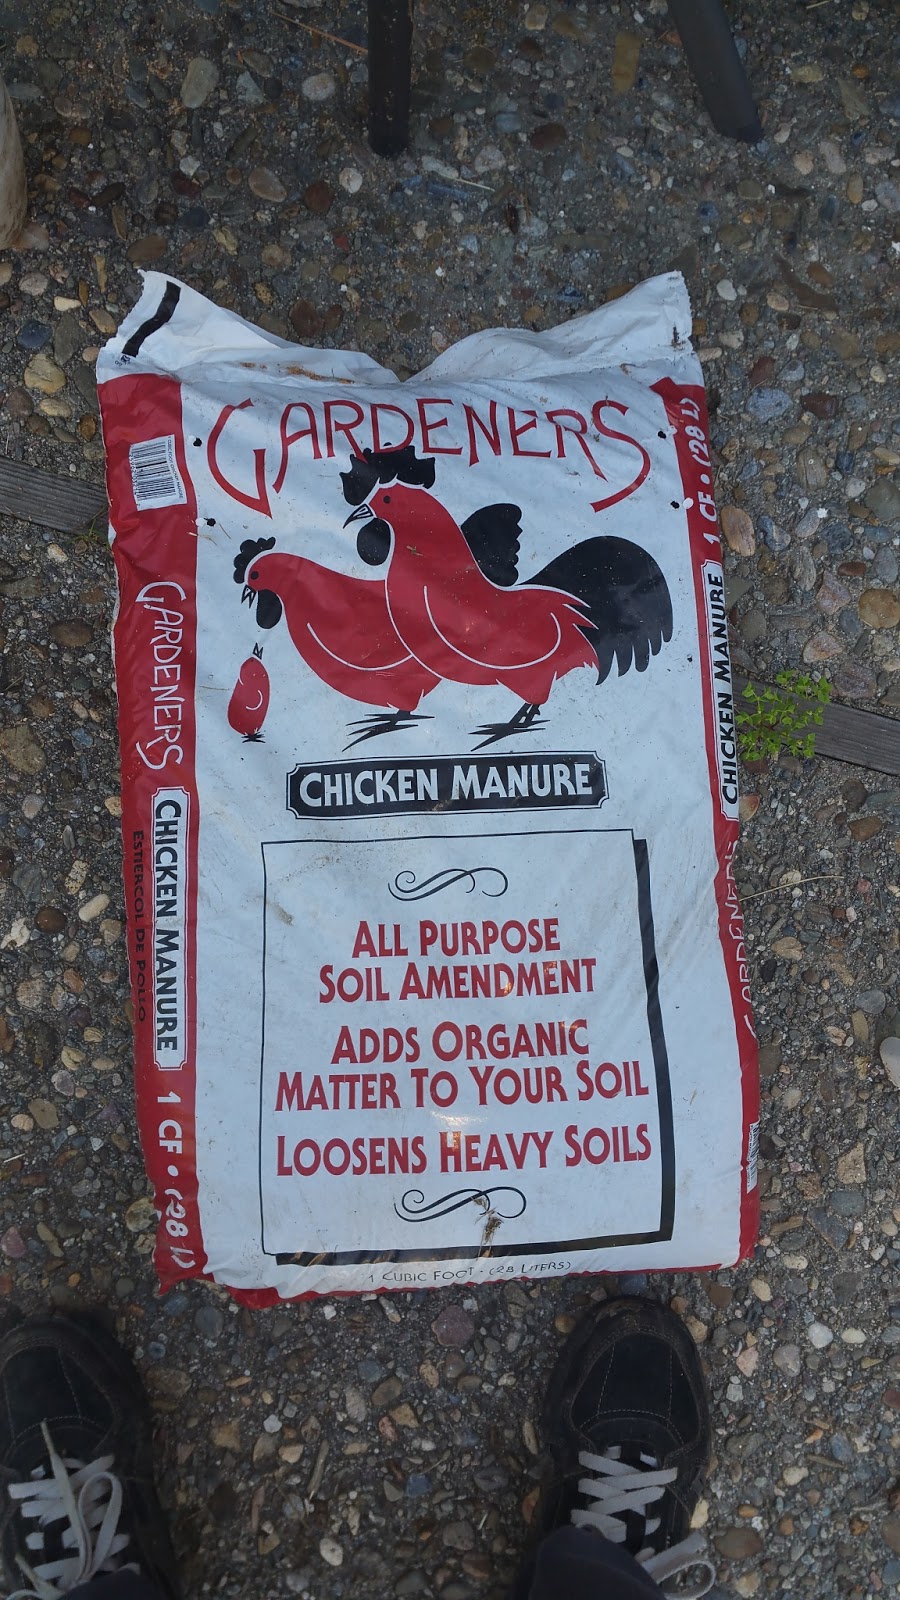 GARDENERS
CHICKEN MANURE
ALL PURPOSE
SOIL AMENDMENT
ADDS ORGANIC
MATTER TO YOUR SOIL
LOOSENS HEAVY SOILS
1 CUBIC FOOT · (28 LITERS)
GARDENERS
CHICKEN MANURE
ESTIERCOL DE POLLO
1 CF • (28 L)
GARDENERS
CHICKEN MANURE
1 CF • (28 L)